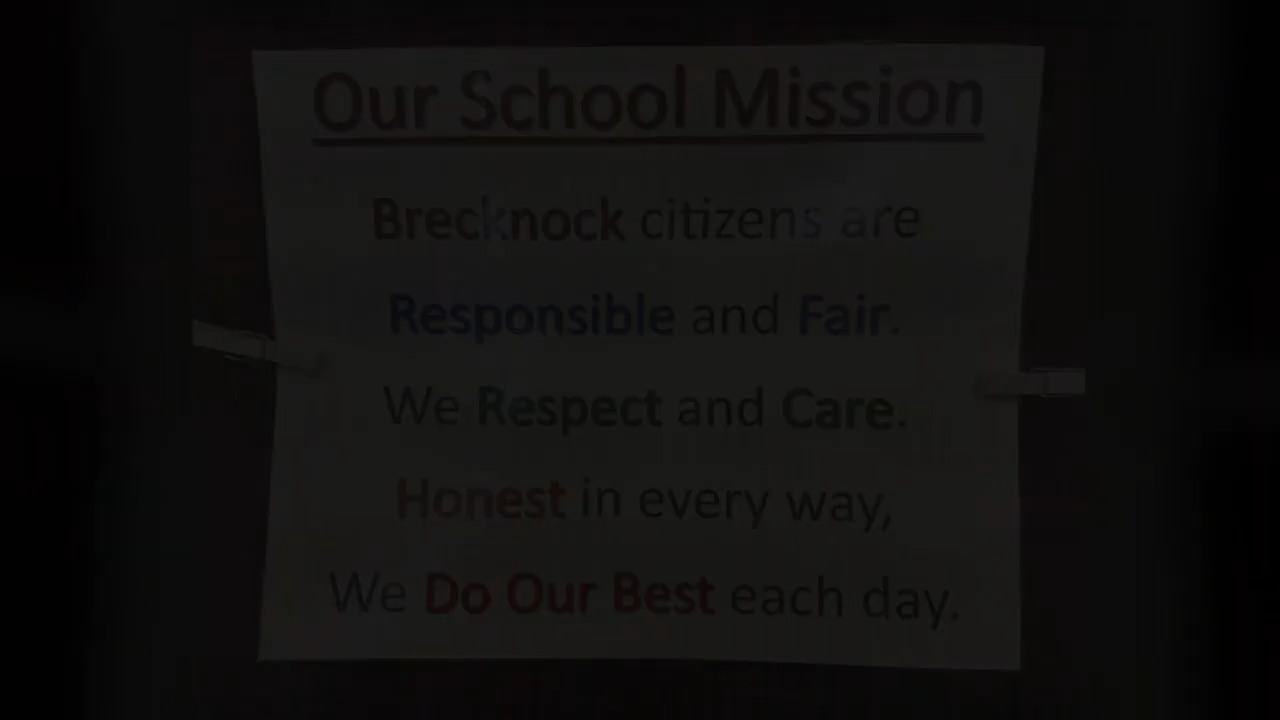 Our School Mission
Brecknock citizens are
Responsible and Fair.
We Respect and Care.
Honest in every way,
We Do Our Best each day.